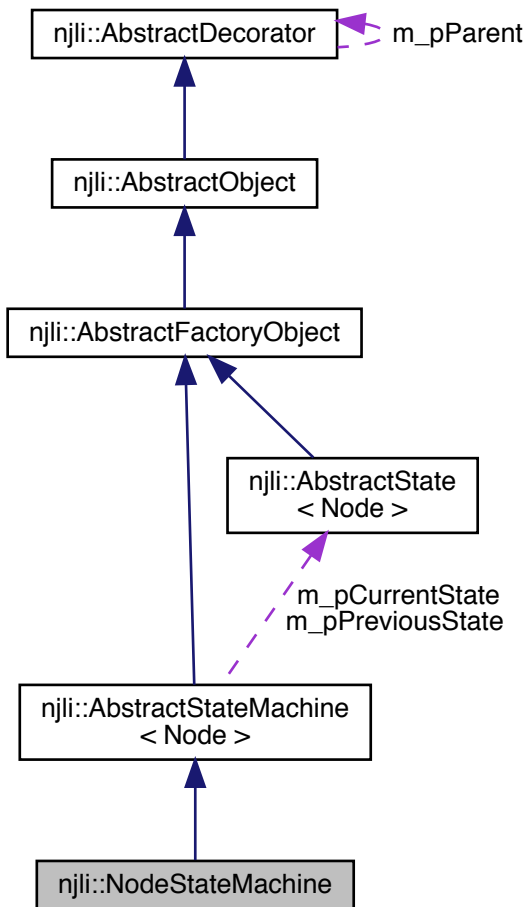 njli::AbstractDecorator
m_pParent
njli::AbstractObject
njli::AbstractFactoryObject
njli::AbstractState
< Node >
m_pCurrentState
m_pPreviousState
njli::AbstractStateMachine
< Node >
njli::NodeStateMachine